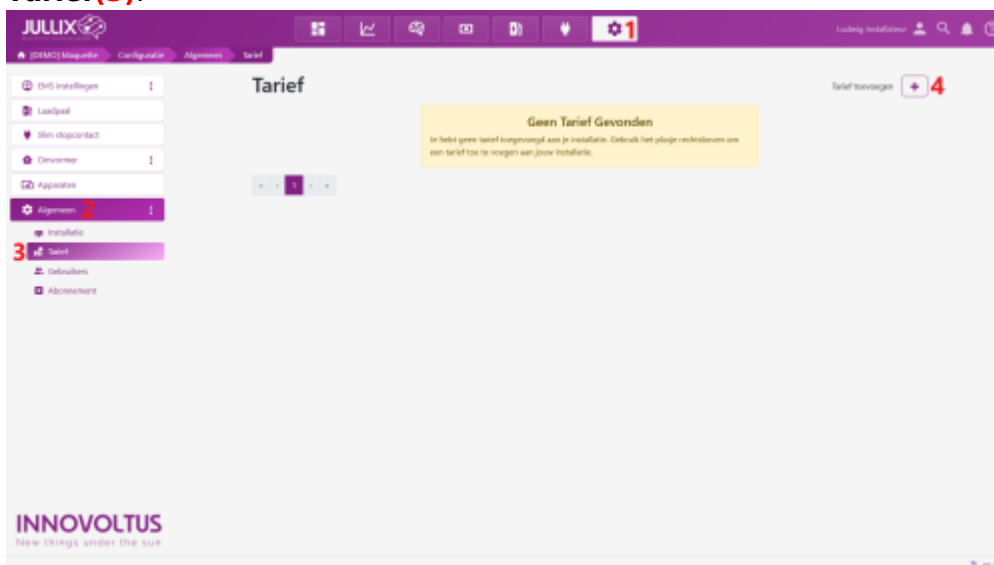 Tarief(3).
JULLIX
1
Ludwig Installateur
[DEMO] Maquette Configuratie Algemeen Tarief
EMS Instellingen
Laadpaal
Slim stopcontact
Omvormer
Apparaten
Algemeen 2
Installatie
3 Tarief
Gebruikers
Abonnement
Tarief
Tarief toevoegen + 4
Geen Tarief Gevonden
Je hebt geen tarief toegevoegd aan je installatie. Gebruik het plusje rechtsboven om
een tarief toe te voegen aan jouw installatie.
« ‹ 1 › »
INNOVOLTUS
New things under the sun